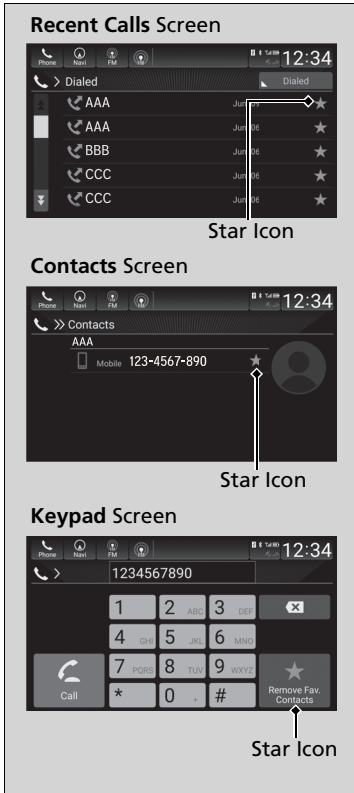 Recent Calls Screen
Phone Navi FM 12:34
Dialed Dialed
AAA
AAA Jun 06
BBB Jun 06
CCC Jun 06
CCC Jun 06
Star Icon
Contacts Screen
Phone Navi FM 12:34
Contacts
AAA
Mobile 123-4567-890
Star Icon
Keypad Screen
Phone Navi FM 12:34
1234567890
1 2 ABC 3 DEF
4 GHI 5 JKL 6 MNO
7 PQRS 8 TUV 9 WXYZ
Call * 0 + # Remove Fav.
Contacts
Star Icon